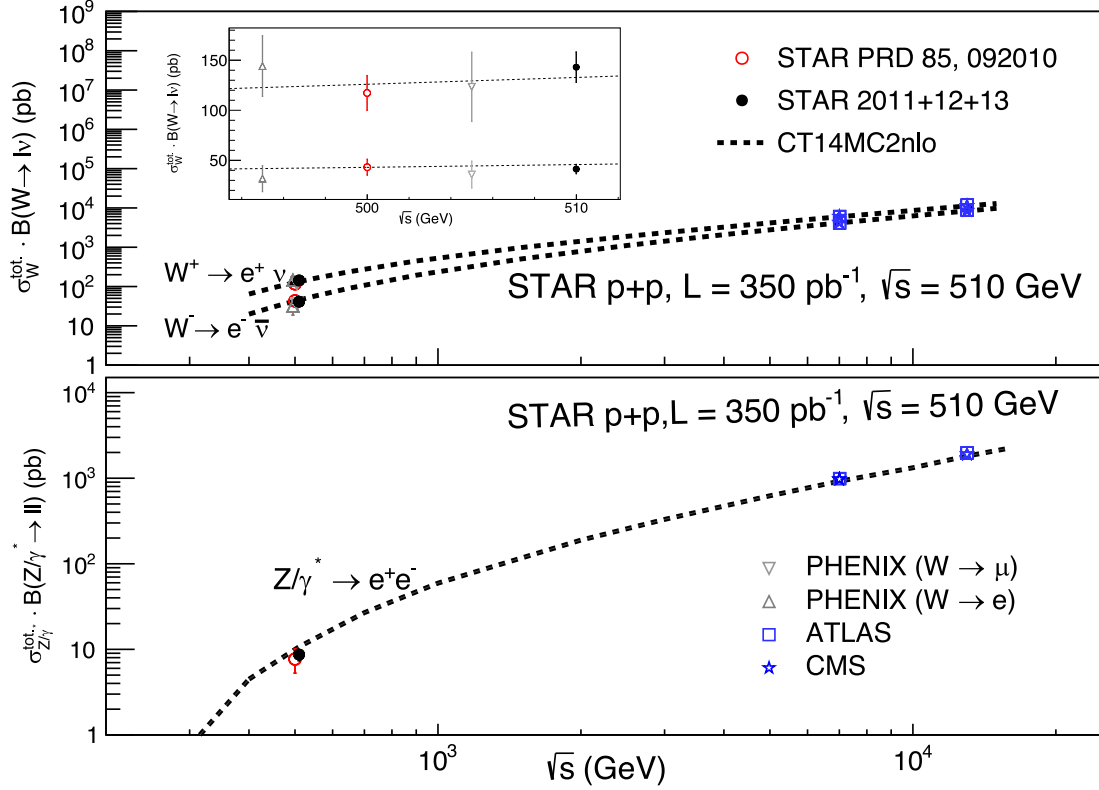 10⁹
10⁸
10⁷
10⁶
10⁵
10⁴
10³
10²
10
1
σ_W^tot. · B(W→ lν) (pb)
150
100
50
σ_W^tot. · B(W→ lν) (pb)
500
510
√s (GeV)
STAR PRD 85, 092010
STAR 2011+12+13
CT14MC2nlo
W⁺ → e⁺ ν
W⁻ → e⁻ ν̅
STAR p+p, L = 350 pb⁻¹, √s = 510 GeV
10⁴
10³
10²
10
1
σ_Z/γ^tot.. · B(Z/γ* → ll) (pb)
STAR p+p,L = 350 pb⁻¹, √s = 510 GeV
Z/γ* → e⁺e⁻
PHENIX (W → μ)
PHENIX (W → e)
ATLAS
CMS
10³
10⁴
√s (GeV)